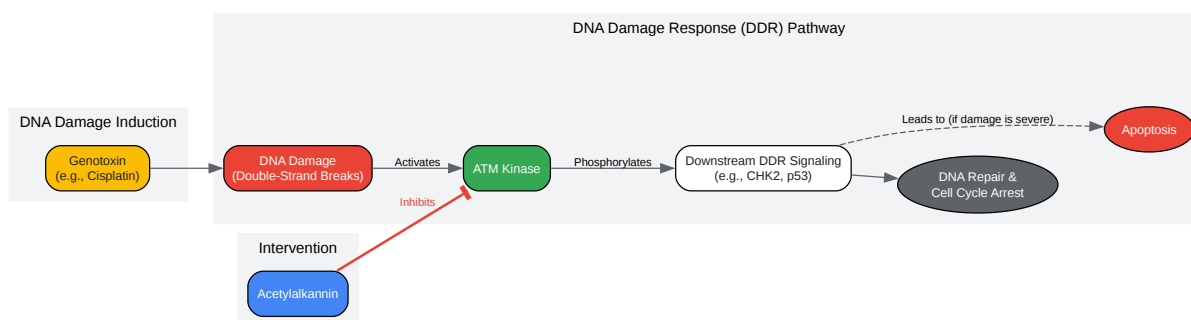 DNA Damage Response (DDR) Pathway
DNA Damage Induction
Genotoxin
(e.g., Cisplatin)
DNA Damage
(Double-Strand Breaks)
Activates
ATM Kinase
Phosphorylates
Downstream DDR Signaling
(e.g., CHK2, p53)
Leads to (if damage is severe)
Apoptosis
DNA Repair &
Cell Cycle Arrest
Inhibits
Intervention
Acetylalkannin